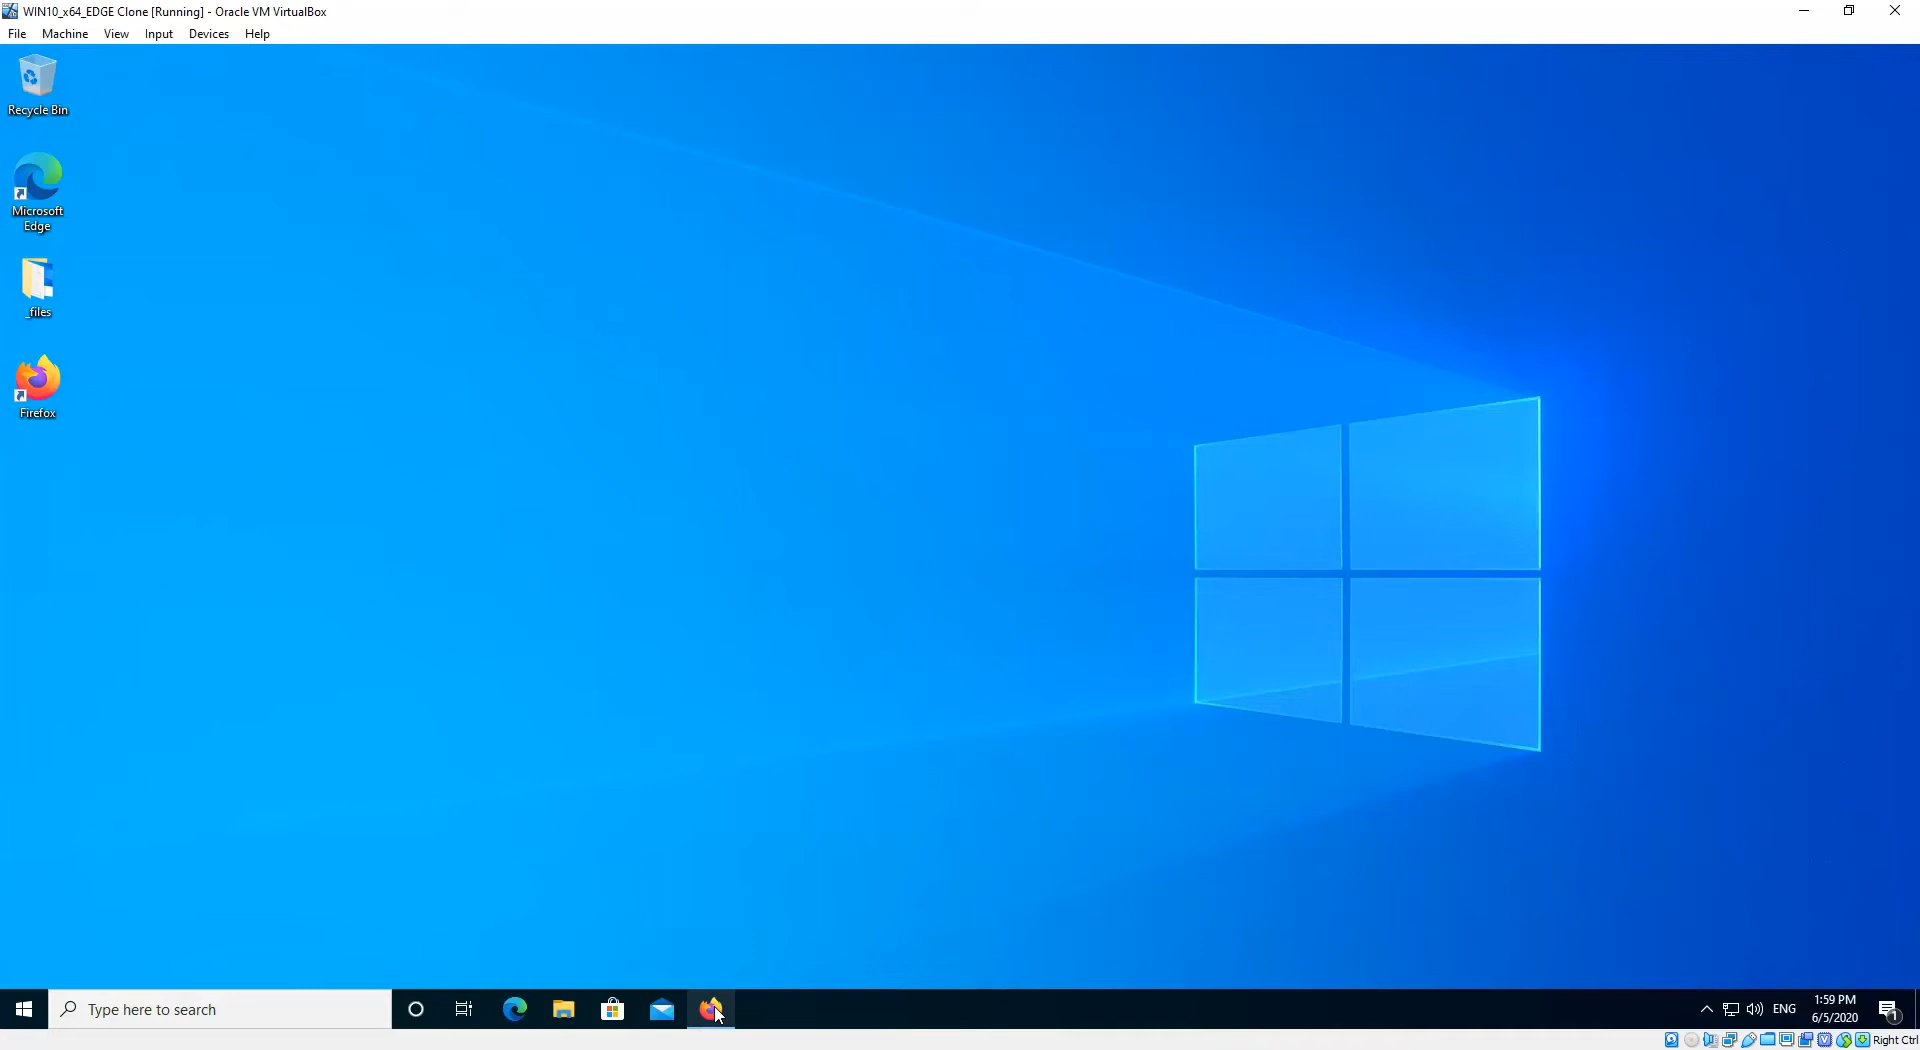 WIN10_x64_EDGE Clone [Running] - Oracle VM VirtualBox
File Machine View Input Devices Help
Recycle Bin
Microsoft
Edge
_files
Firefox
Type here to search
ENG
1:59 PM
6/5/2020
1
Right Ctrl